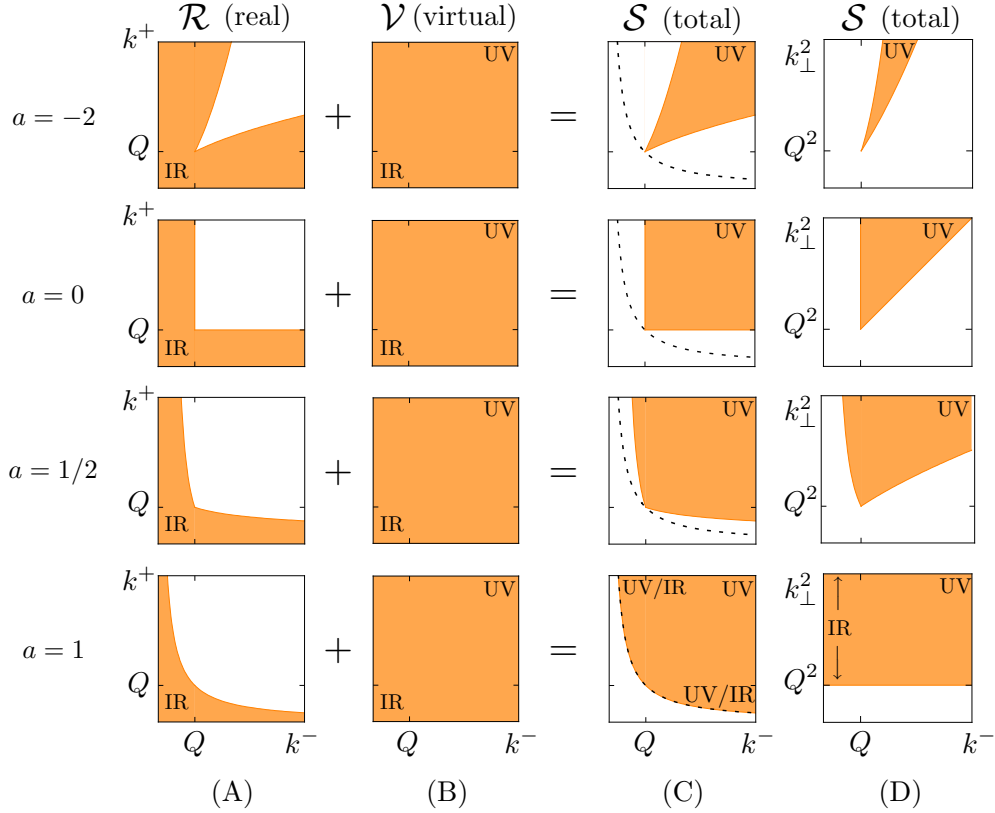 𝓡 (real) 𝓥 (virtual) 𝓢 (total) 𝓢 (total)
k⁺ UV UV k⊥² UV
a = −2 + =
Q Q²
IR IR
k⁺ UV UV k⊥² UV
a = 0 + =
Q Q²
IR IR
k⁺ UV UV k⊥² UV
a = 1/2 + =
Q Q²
IR IR
k⁺ UV UV/IR UV k⊥² ↑ UV
a = 1 + = IR
Q Q² ↓
IR IR UV/IR
Q k⁻ Q k⁻ Q k⁻ Q k⁻
(A) (B) (C) (D)